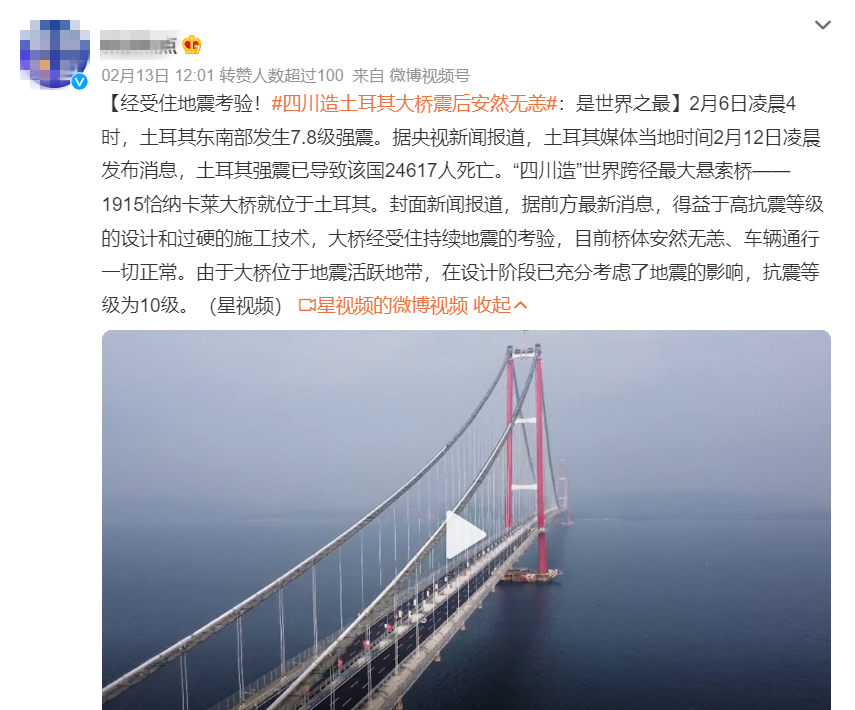 点
02月13日 12:01 转赞人数超过100 来自 微博视频号
【经受住地震考验！#四川造土耳其大桥震后安然无恙#：是世界之最】2月6日凌晨4
时，土耳其东南部发生7.8级强震。据央视新闻报道，土耳其媒体当地时间2月12日凌晨
发布消息，土耳其强震已导致该国24617人死亡。“四川造”世界跨径最大悬索桥——
1915恰纳卡莱大桥就位于土耳其。封面新闻报道，据前方最新消息，得益于高抗震等级
的设计和过硬的施工技术，大桥经受住持续地震的考验，目前桥体安然无恙、车辆通行
一切正常。由于大桥位于地震活跃地带，在设计阶段已充分考虑了地震的影响，抗震等
级为10级。（星视频） 星视频的微博视频 收起